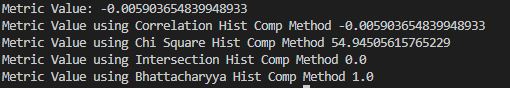 Metric Value: -0.005903654839948933
Metric Value using Correlation Hist Comp Method -0.005903654839948933
Metric Value using Chi Square Hist Comp Method 54.94505615765229
Metric Value using Intersection Hist Comp Method 0.0
Metric Value using Bhattacharyya Hist Comp Method 1.0